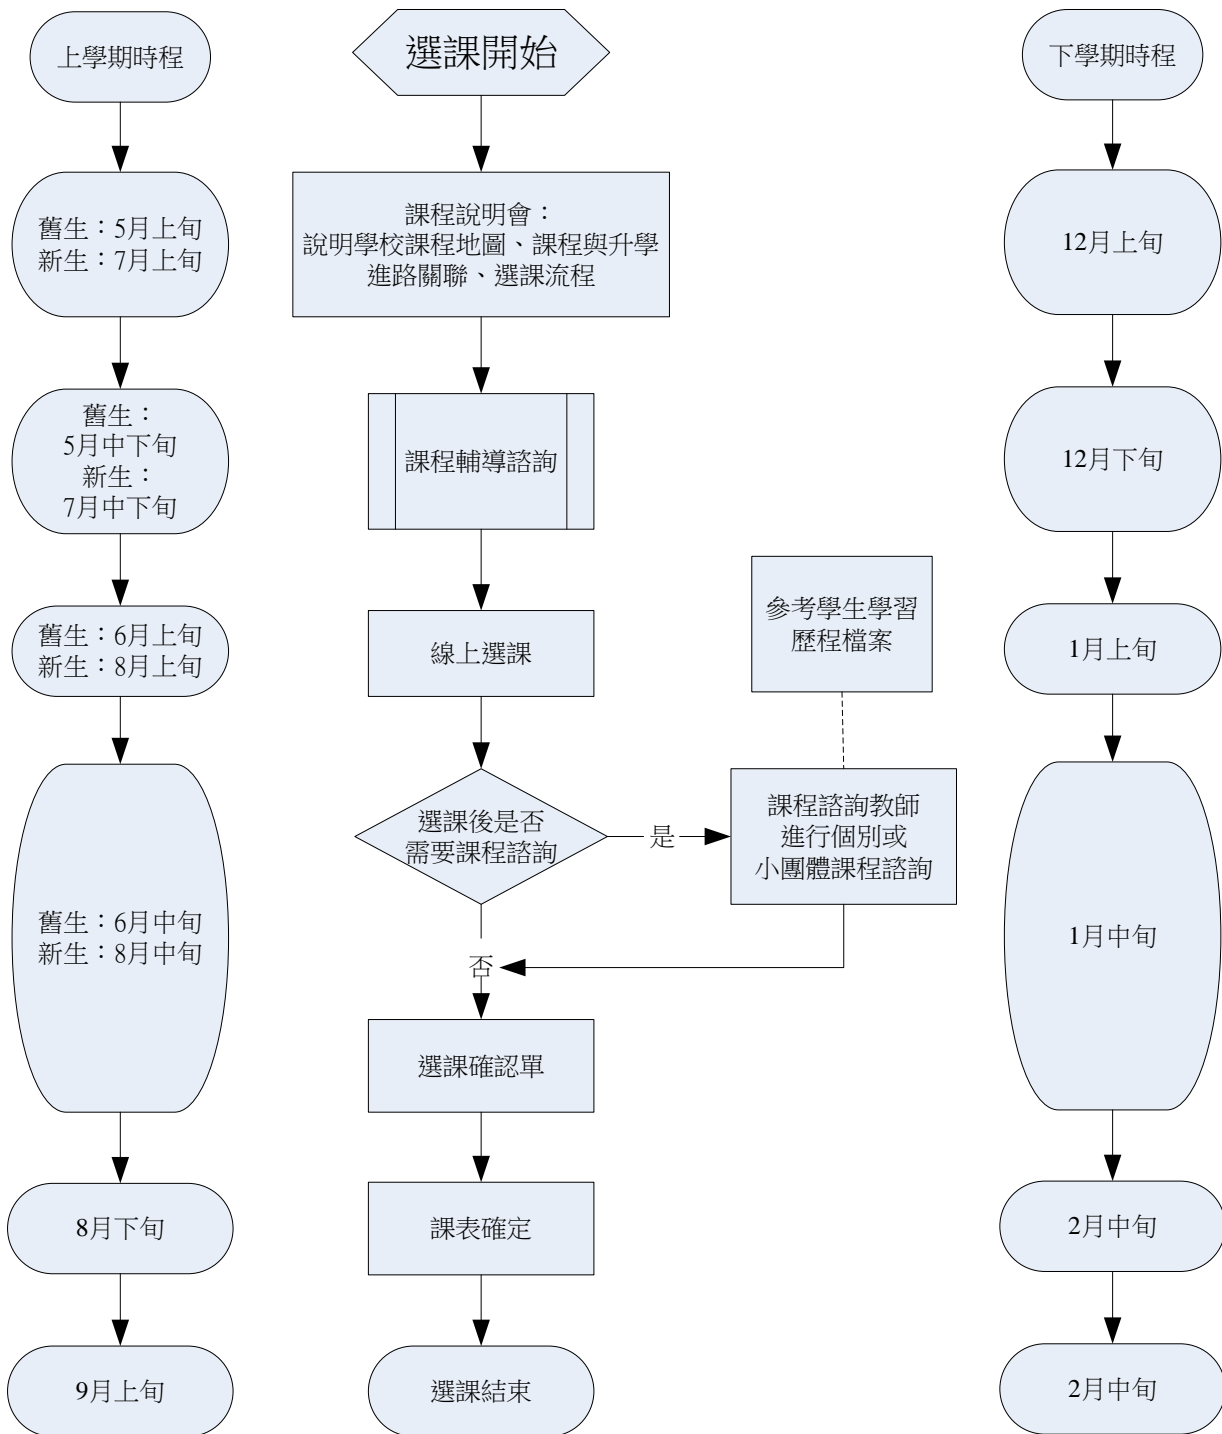 上學期時程
選課開始
下學期時程
舊生：5月上旬
新生：7月上旬
課程說明會：
說明學校課程地圖、課程與升學
進路關聯、選課流程
12月上旬
舊生：
5月中下旬
新生：
7月中下旬
課程輔導諮詢
12月下旬
舊生：6月上旬
新生：8月上旬
線上選課
參考學生學習
歷程檔案
1月上旬
舊生：6月中旬
新生：8月中旬
選課後是否
需要課程諮詢
是
課程諮詢教師
進行個別或
小團體課程諮詢
1月中旬
否
選課確認單
8月下旬
課表確定
2月中旬
9月上旬
選課結束
2月中旬